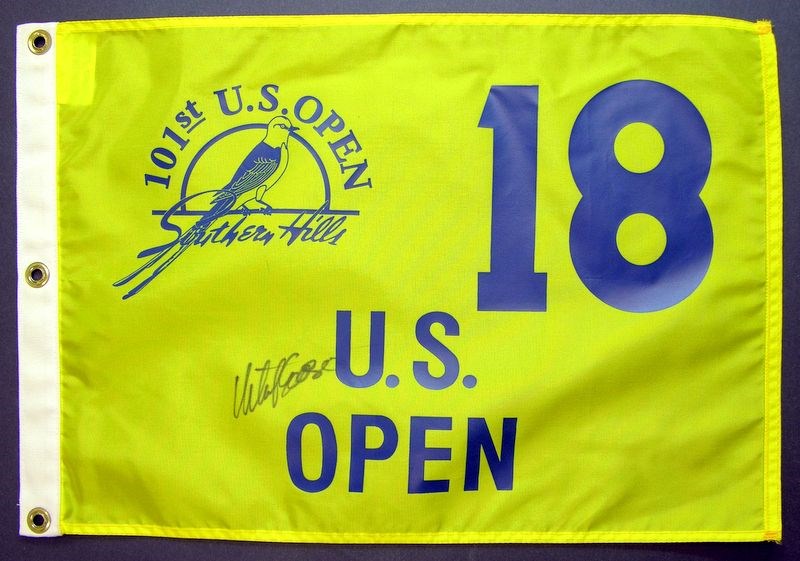 101st U.S. OPEN
Southern Hills
18
U.S.
OPEN